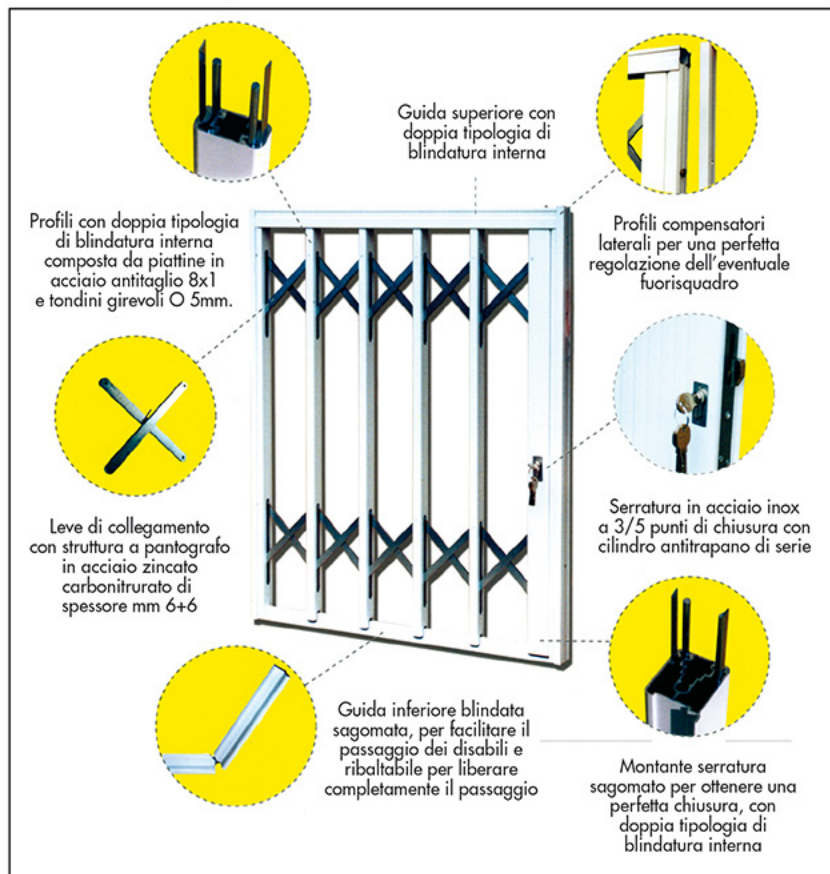 Guida superiore con
doppia tipologia di
blindatura interna
Profili con doppia tipologia
di blindatura interna
composta da piattine in
acciaio antitaglio 8x1
e tondini girevoli O 5mm.
Profili compensatori
laterali per una perfetta
regolazione dell'eventuale
fuorisquadro
Leve di collegamento
con struttura a pantografo
in acciaio zincato
carbonitrurato di
spessore mm 6+6
Serratura in acciaio inox
a 3/5 punti di chiusura con
cilindro antitrapano di serie
Guida inferiore blindata
sagomata, per facilitare il
passaggio dei disabili e
ribaltabile per liberare
completamente il passaggio
Montante serratura
sagomato per ottenere una
perfetta chiusura, con
doppia tipologia di
blindatura interna